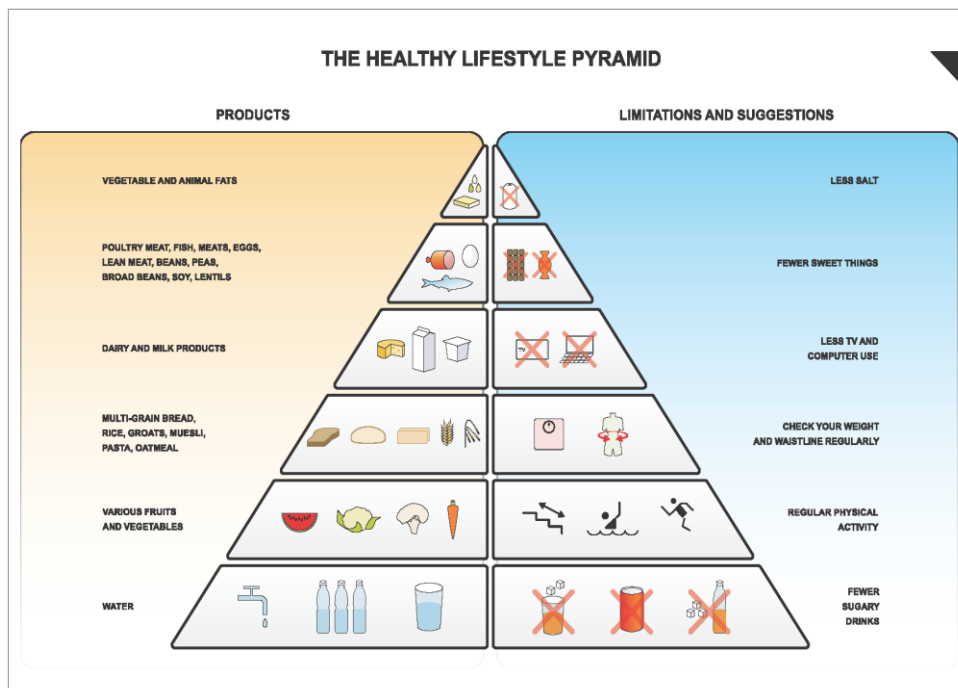 THE HEALTHY LIFESTYLE PYRAMID
PRODUCTS
LIMITATIONS AND SUGGESTIONS
VEGETABLE AND ANIMAL FATS
LESS SALT
POULTRY MEAT, FISH, MEATS, EGGS,
LEAN MEAT, BEANS, PEAS,
BROAD BEANS, SOY, LENTILS
FEWER SWEET THINGS
DAIRY AND MILK PRODUCTS
TV
LESS TV AND
COMPUTER USE
MULTI-GRAIN BREAD,
RICE, GROATS, MUESLI,
PASTA, OATMEAL
CHECK YOUR WEIGHT
AND WAISTLINE REGULARLY
VARIOUS FRUITS
AND VEGETABLES
REGULAR PHYSICAL
ACTIVITY
WATER
FEWER
SUGARY
DRINKS